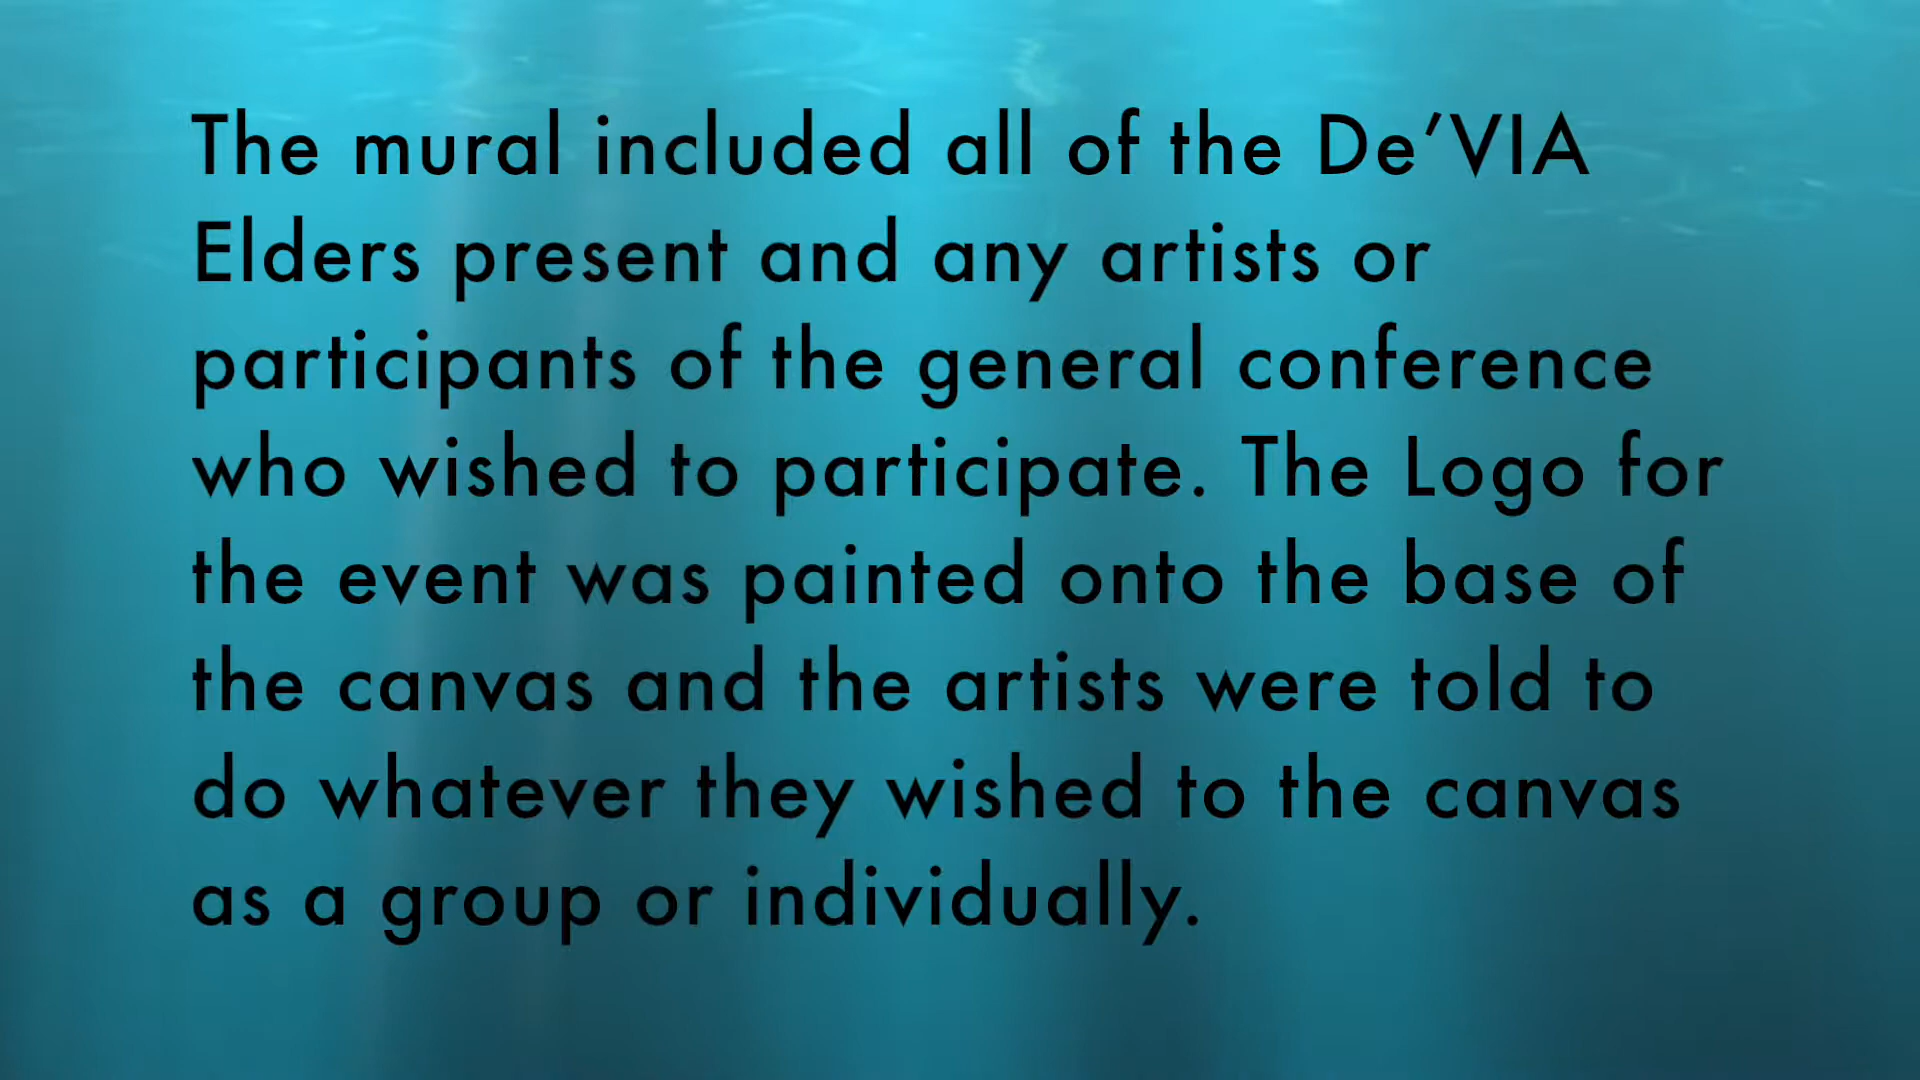 The mural included all of the De’VIA
Elders present and any artists or
participants of the general conference
who wished to participate. The Logo for
the event was painted onto the base of
the canvas and the artists were told to
do whatever they wished to the canvas
as a group or individually.